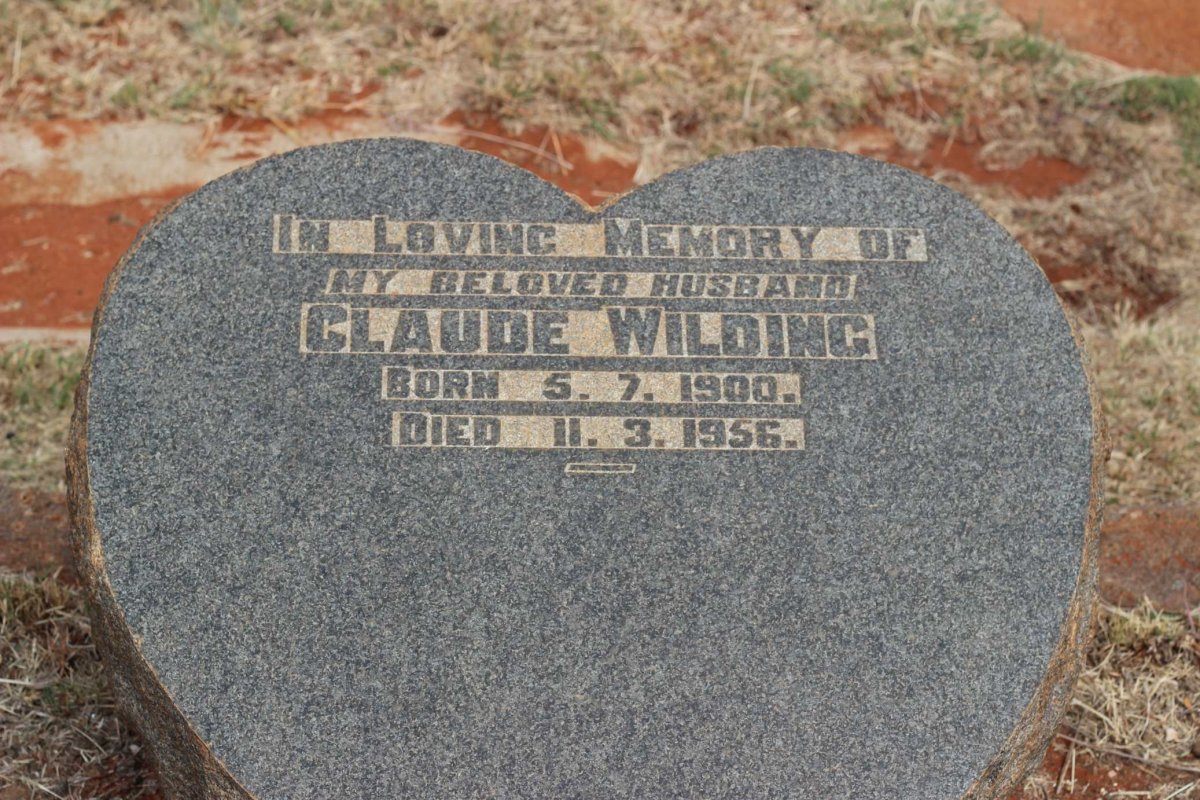 In Loving Memory of
my beloved husband
Claude Wilding
Born 5. 7. 1900.
Died 11. 3. 1956.